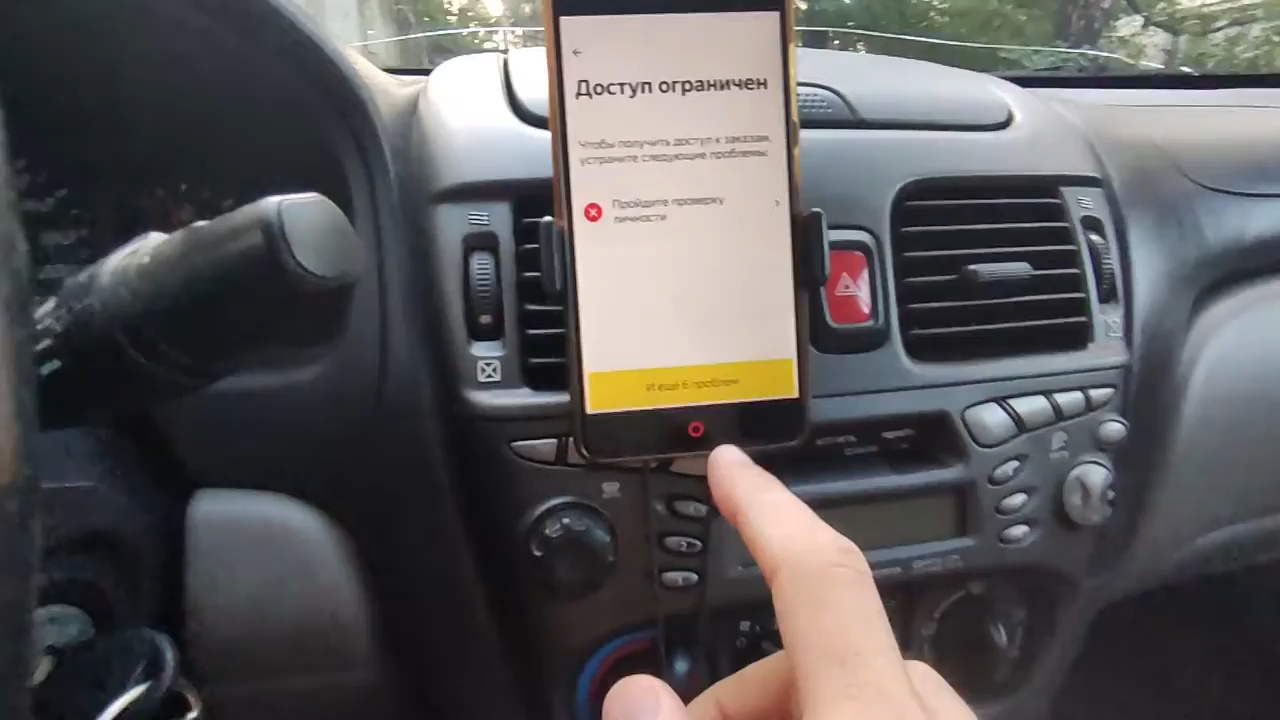 Доступ ограничен
Чтобы получить доступ к заказам,
устраните следующие проблемы:
Пройдите проверку
личности
И ещё 6 проблем